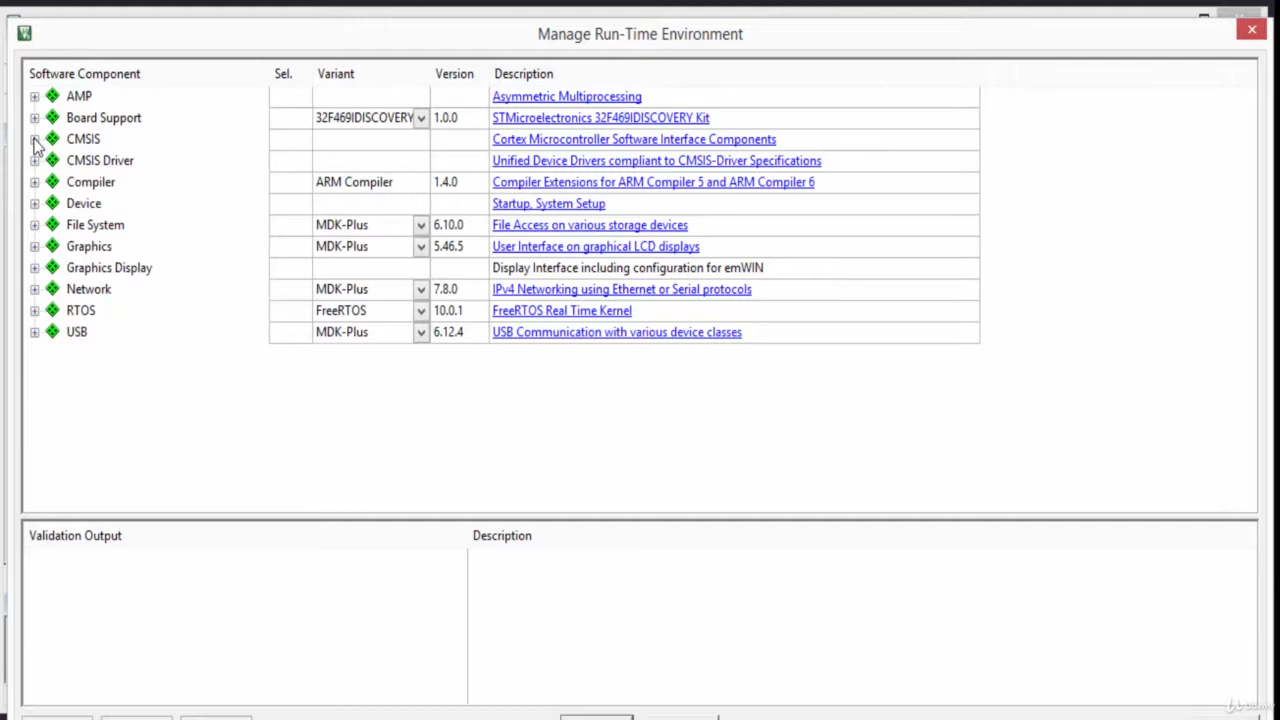 Manage Run-Time Environment
Software Component Sel. Variant Version Description
AMP Asymmetric Multiprocessing
Board Support 32F469IDISCOVERY 1.0.0 STMicroelectronics 32F469IDISCOVERY Kit
CMSIS Cortex Microcontroller Software Interface Components
CMSIS Driver Unified Device Drivers compliant to CMSIS-Driver Specifications
Compiler ARM Compiler 1.4.0 Compiler Extensions for ARM Compiler 5 and ARM Compiler 6
Device Startup, System Setup
File System MDK-Plus 6.10.0 File Access on various storage devices
Graphics MDK-Plus 5.46.5 User Interface on graphical LCD displays
Graphics Display Display Interface including configuration for emWIN
Network MDK-Plus 7.8.0 IPv4 Networking using Ethernet or Serial protocols
RTOS FreeRTOS 10.0.1 FreeRTOS Real Time Kernel
USB MDK-Plus 6.12.4 USB Communication with various device classes
Validation Output Description